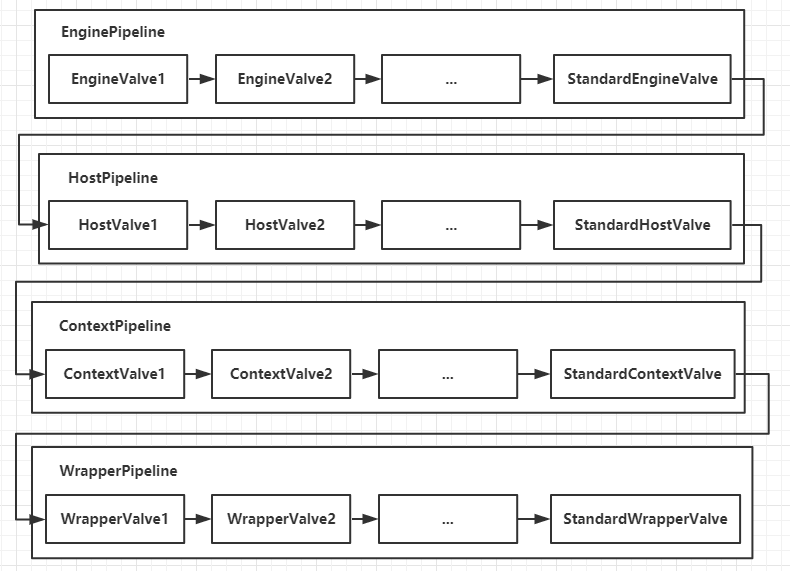 EnginePipeline
EngineValve1 EngineValve2 ... StandardEngineValve
HostPipeline
HostValve1 HostValve2 ... StandardHostValve
ContextPipeline
ContextValve1 ContextValve2 ... StandardContextValve
WrapperPipeline
WrapperValve1 WrapperValve2 ... StandardWrapperValve